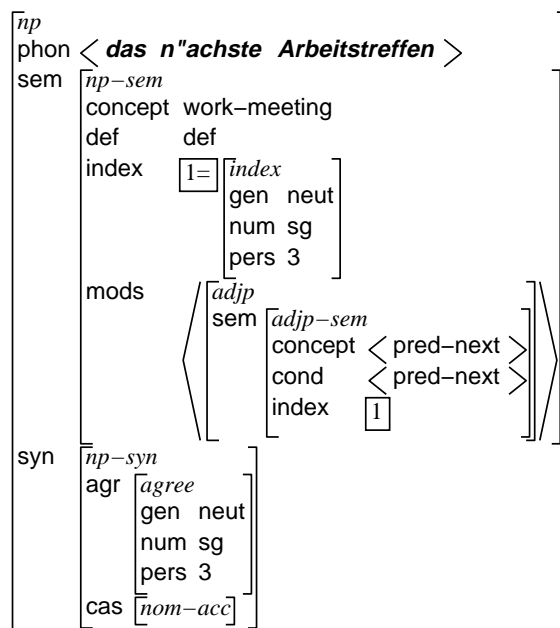 np
phon < das n"achste Arbeitstreffen >
sem np−sem
concept work−meeting
def def
index 1= index
gen neut
num sg
pers 3
mods < adjp
sem adjp−sem
concept < pred−next >
cond < pred−next >
index 1
syn np−syn
agr agree
gen neut
num sg
pers 3
cas nom−acc